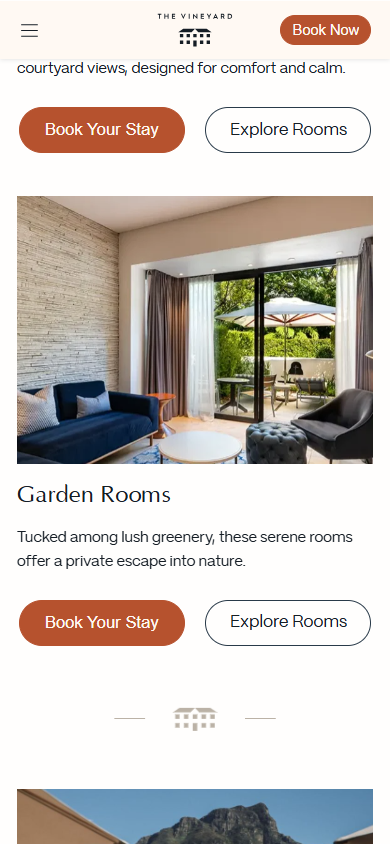 THE VINEYARD
Book Now
courtyard views, designed for comfort and calm.
Book Your Stay
Explore Rooms
Garden Rooms
Tucked among lush greenery, these serene rooms
offer a private escape into nature.
Book Your Stay
Explore Rooms